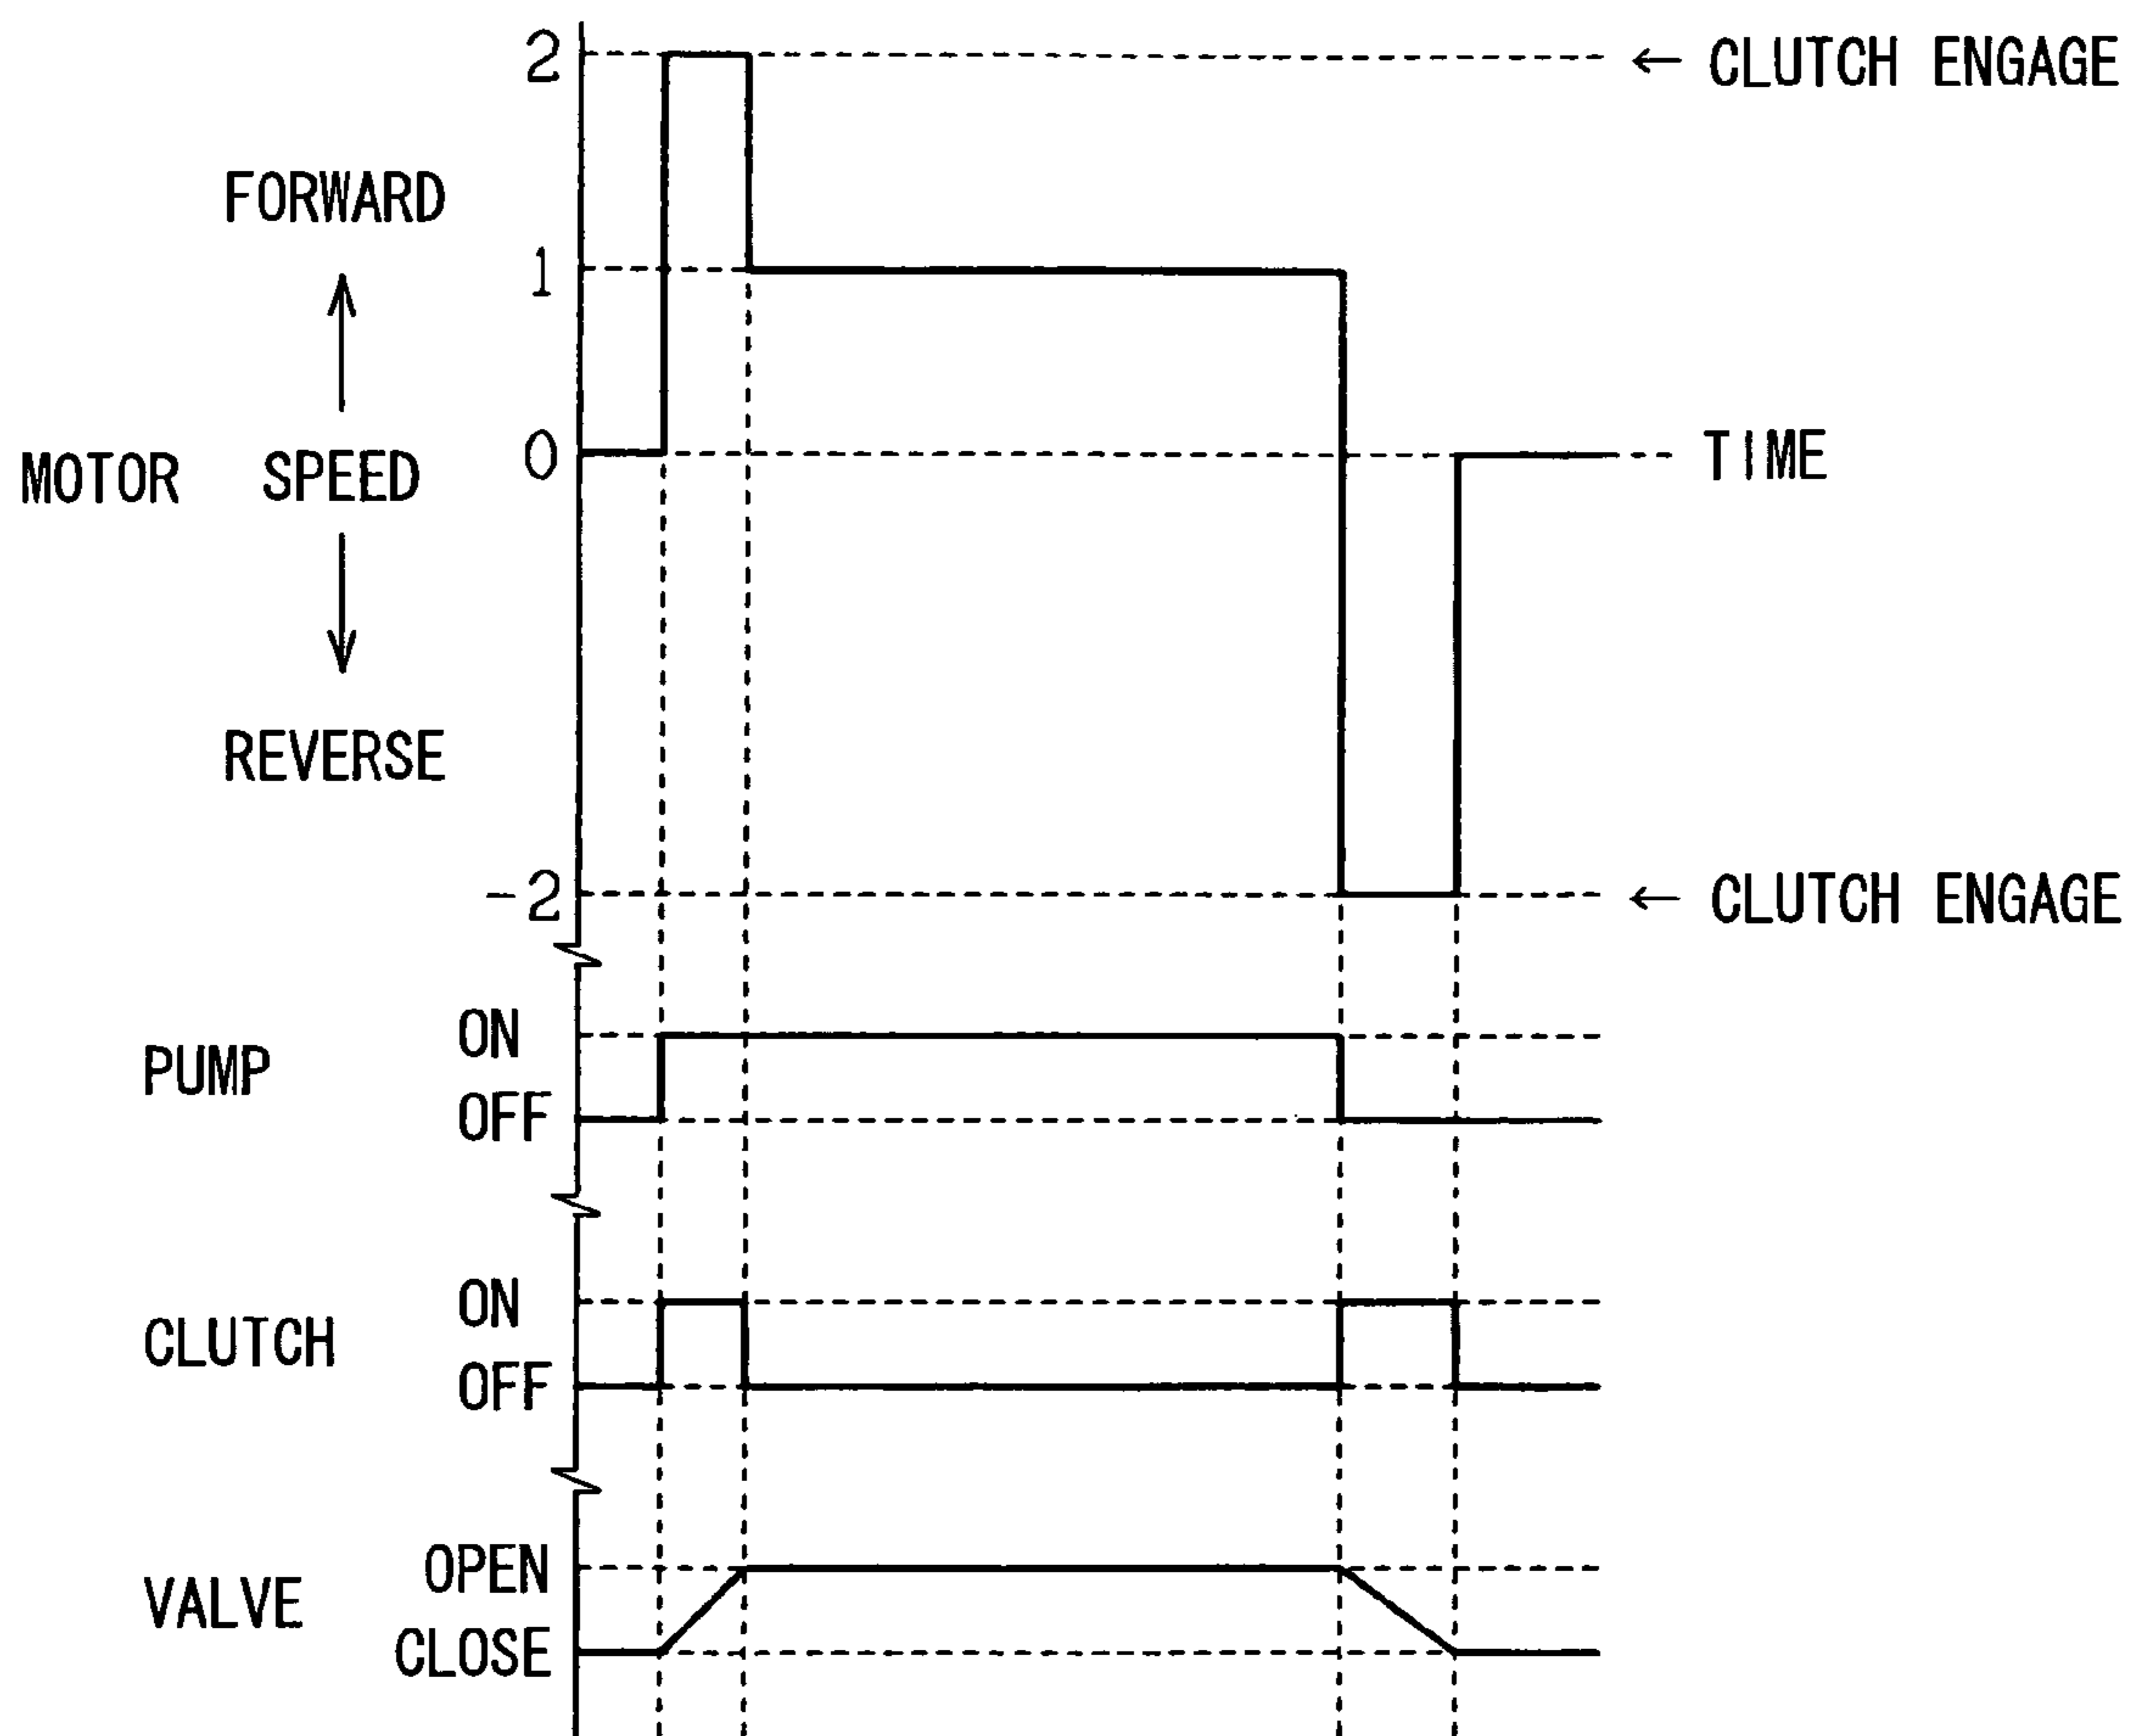 2
← CLUTCH ENGAGE
FORWARD
1
0
TIME
MOTOR SPEED
REVERSE
-2
← CLUTCH ENGAGE
ON
PUMP
OFF
ON
CLUTCH
OFF
OPEN
VALVE
CLOSE